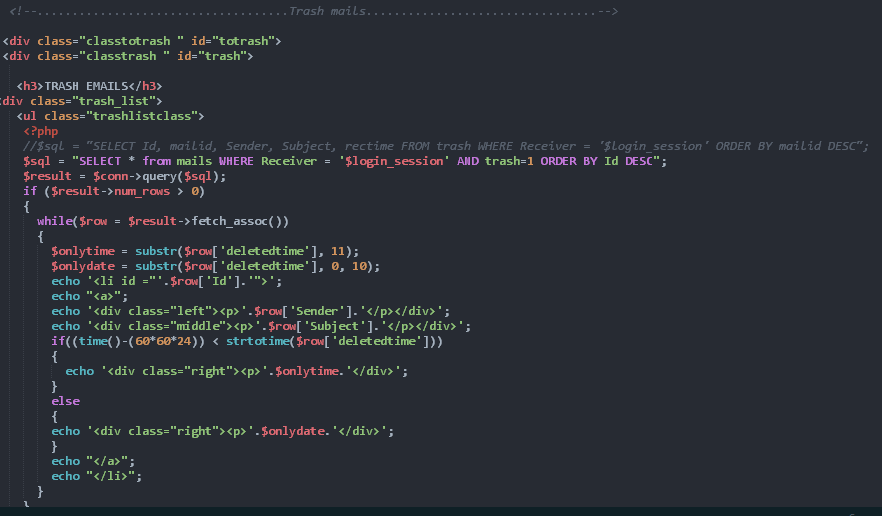 <!--....................................Trash mails.................................-->
<div class="classtotrash " id="totrash">
<div class="classtrash " id="trash">
<h3>TRASH EMAILS</h3>
<div class="trash_list">
<ul class="trashlistclass">
<?php
//$sql = "SELECT Id, mailid, Sender, Subject, rectime FROM trash WHERE Receiver = '$login_session' ORDER BY mailid DESC";
$sql = "SELECT * from mails WHERE Receiver = '$login_session' AND trash=1 ORDER BY Id DESC";
$result = $conn->query($sql);
if ($result->num_rows > 0)
{
while($row = $result->fetch_assoc())
{
$onlytime = substr($row['deletedtime'], 11);
$onlydate = substr($row['deletedtime'], 0, 10);
echo '<li id ="'.$row['Id'].'">';
echo "<a>";
echo '<div class="left"><p>'.$row['Sender'].'</p></div>';
echo '<div class="middle"><p>'.$row['Subject'].'</p></div>';
if((time()-(60*60*24)) < strtotime($row['deletedtime']))
{
echo '<div class="right"><p>'.$onlytime.'</div>';
}
else
{
echo '<div class="right"><p>'.$onlydate.'</div>';
}
echo "</a>";
echo "</li>";
}
}